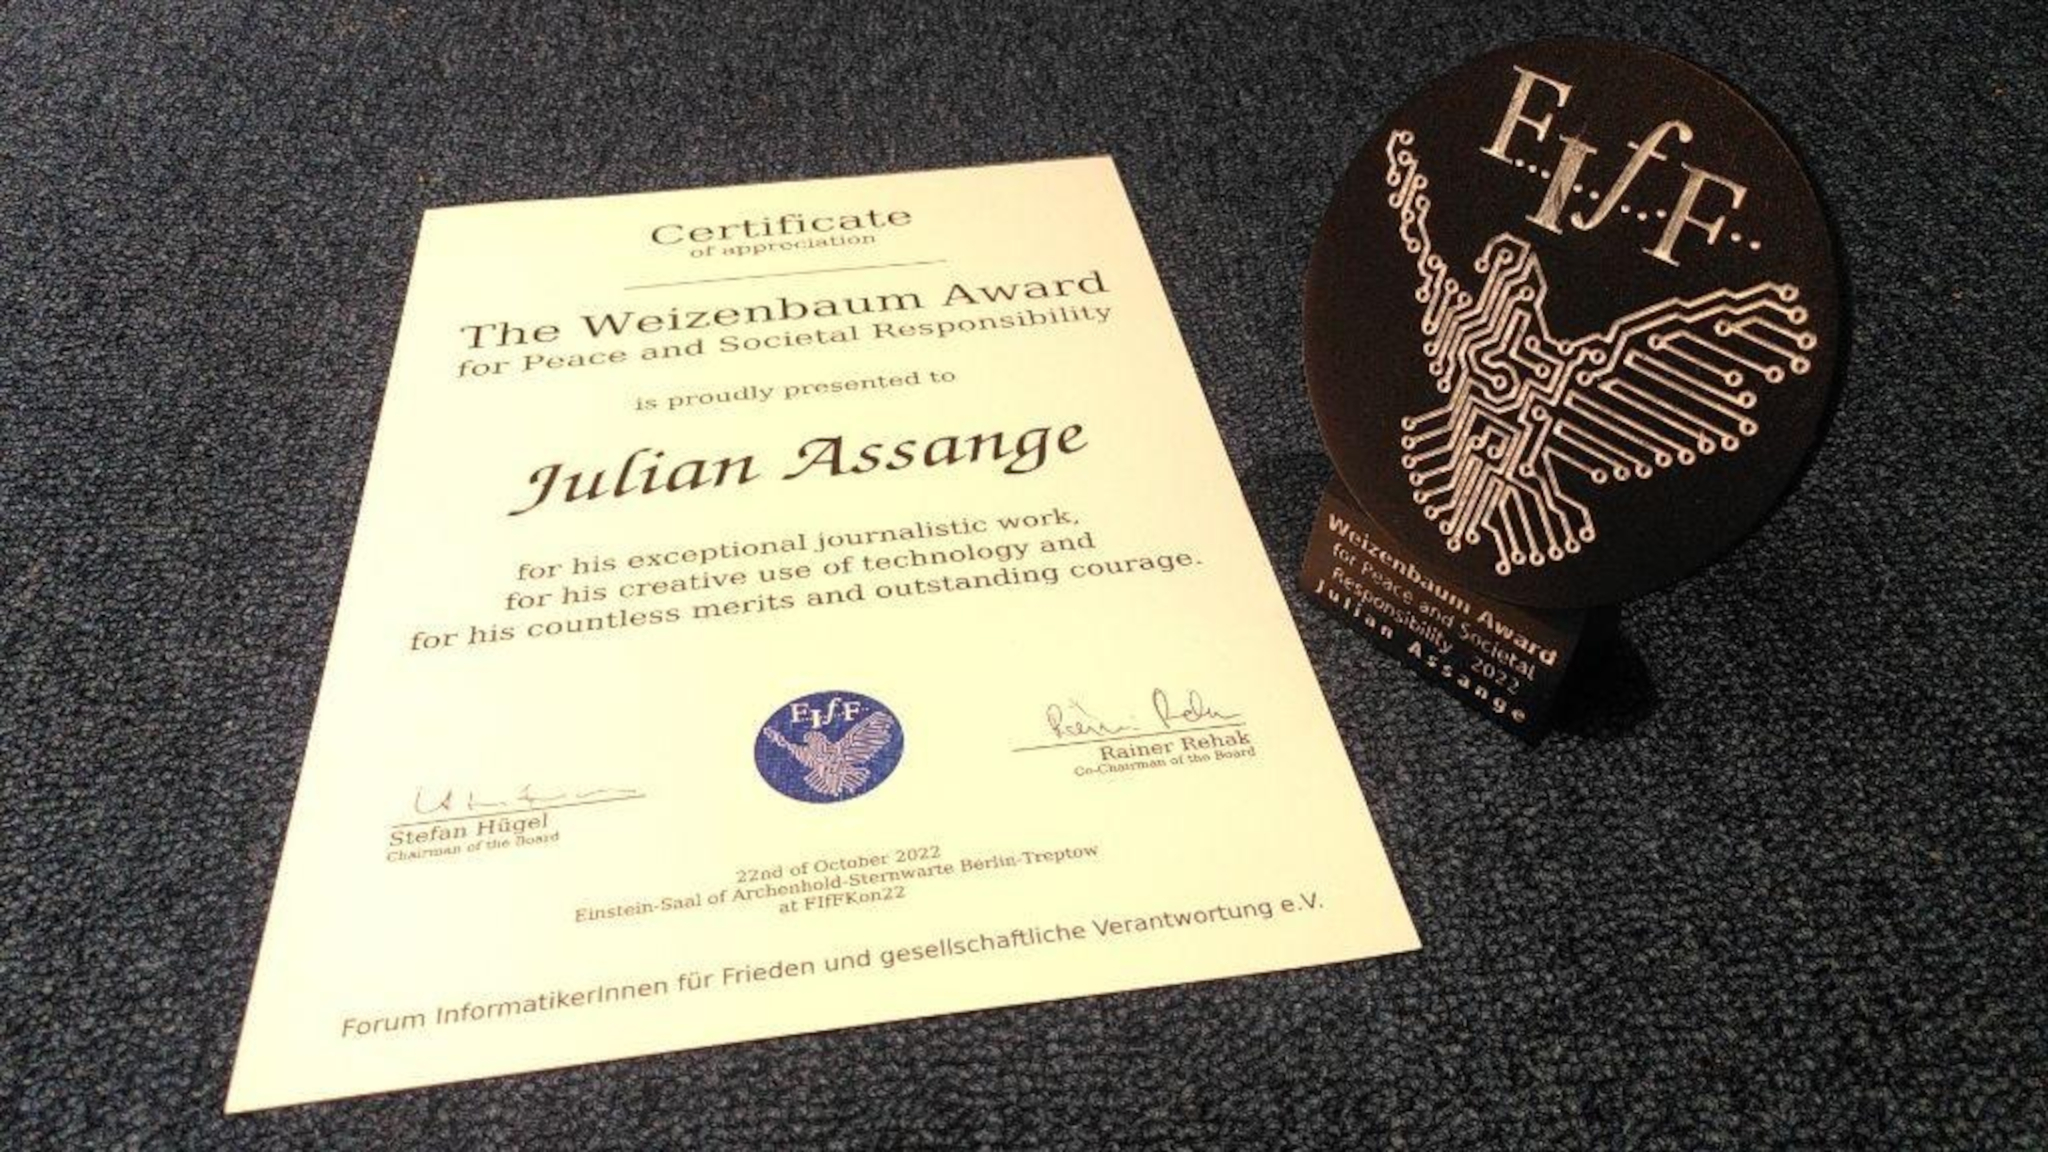 Certificate
of appreciation
The Weizenbaum Award
for Peace and Societal Responsibility
is proudly presented to
Julian Assange
for his exceptional journalistic work,
for his creative use of technology and
for his countless merits and outstanding courage.
FIfF
Stefan Hügel
Chairman of the Board
Rainer Rehak
Co-Chairman of the Board
22nd of October 2022
Einstein-Saal of Archenhold-Sternwarte Berlin-Treptow
at FIfFKon22
Forum InformatikerInnen für Frieden und gesellschaftliche Verantwortung e.V.
FIfF
Weizenbaum Award
for Peace and Societal
Responsibility 2022
Julian Assange